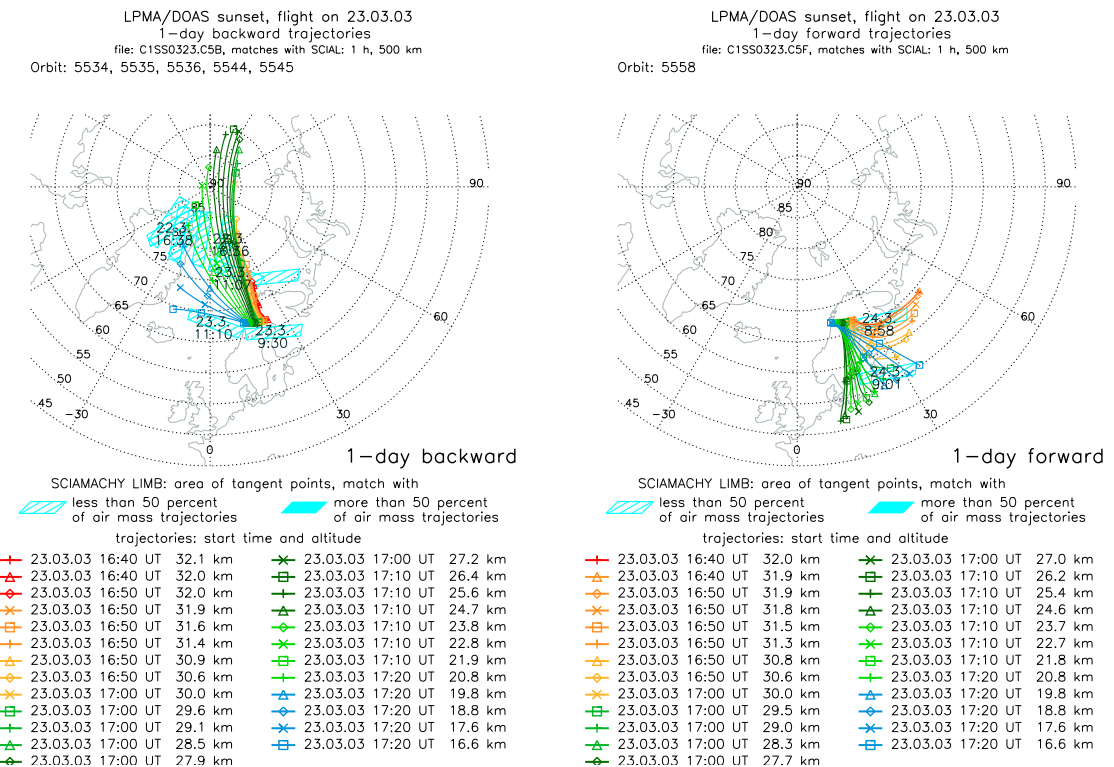 LPMA/DOAS sunset, flight on 23.03.03
1-day backward trajectories
file: C1SS0323.C5B, matches with SCIAL: 1 h, 500 km
Orbit: 5534, 5535, 5536, 5544, 5545
90
90
85
22.3.
16:38
23.3.
11:07
70
65
60
60
23.3.
11:10
23.3.
9:30
55
50
45
-30
30
0
1-day backward
SCIAMACHY LIMB: area of tangent points, match with
less than 50 percent
of air mass trajectories
more than 50 percent
of air mass trajectories
trajectories: start time and altitude
23.03.03 16:40 UT 32.1 km
23.03.03 16:40 UT 32.0 km
23.03.03 16:50 UT 32.0 km
23.03.03 16:50 UT 31.9 km
23.03.03 16:50 UT 31.6 km
23.03.03 16:50 UT 31.4 km
23.03.03 16:50 UT 30.9 km
23.03.03 16:50 UT 30.6 km
23.03.03 17:00 UT 30.0 km
23.03.03 17:00 UT 29.6 km
23.03.03 17:00 UT 29.1 km
23.03.03 17:00 UT 28.5 km
23.03.03 17:00 UT 27.9 km
23.03.03 17:00 UT 27.2 km
23.03.03 17:10 UT 26.4 km
23.03.03 17:10 UT 25.6 km
23.03.03 17:10 UT 24.7 km
23.03.03 17:10 UT 23.8 km
23.03.03 17:10 UT 22.8 km
23.03.03 17:10 UT 21.9 km
23.03.03 17:20 UT 20.8 km
23.03.03 17:20 UT 19.8 km
23.03.03 17:20 UT 18.8 km
23.03.03 17:20 UT 17.6 km
23.03.03 17:20 UT 16.6 km
LPMA/DOAS sunset, flight on 23.03.03
1-day forward trajectories
file: C1SS0323.C5F, matches with SCIAL: 1 h, 500 km
Orbit: 5558
90
90
85
80
75
70
65
60
60
24.3.
8:58
24.3.
9:01
55
50
45
-30
30
0
1-day forward
SCIAMACHY LIMB: area of tangent points, match with
less than 50 percent
of air mass trajectories
more than 50 percent
of air mass trajectories
trajectories: start time and altitude
23.03.03 16:40 UT 32.0 km
23.03.03 16:40 UT 31.9 km
23.03.03 16:50 UT 31.9 km
23.03.03 16:50 UT 31.8 km
23.03.03 16:50 UT 31.5 km
23.03.03 16:50 UT 31.3 km
23.03.03 16:50 UT 30.8 km
23.03.03 16:50 UT 30.6 km
23.03.03 17:00 UT 30.0 km
23.03.03 17:00 UT 29.5 km
23.03.03 17:00 UT 29.0 km
23.03.03 17:00 UT 28.3 km
23.03.03 17:00 UT 27.7 km
23.03.03 17:00 UT 27.0 km
23.03.03 17:10 UT 26.2 km
23.03.03 17:10 UT 25.4 km
23.03.03 17:10 UT 24.6 km
23.03.03 17:10 UT 23.7 km
23.03.03 17:10 UT 22.7 km
23.03.03 17:10 UT 21.8 km
23.03.03 17:20 UT 20.8 km
23.03.03 17:20 UT 19.8 km
23.03.03 17:20 UT 18.8 km
23.03.03 17:20 UT 17.6 km
23.03.03 17:20 UT 16.6 km